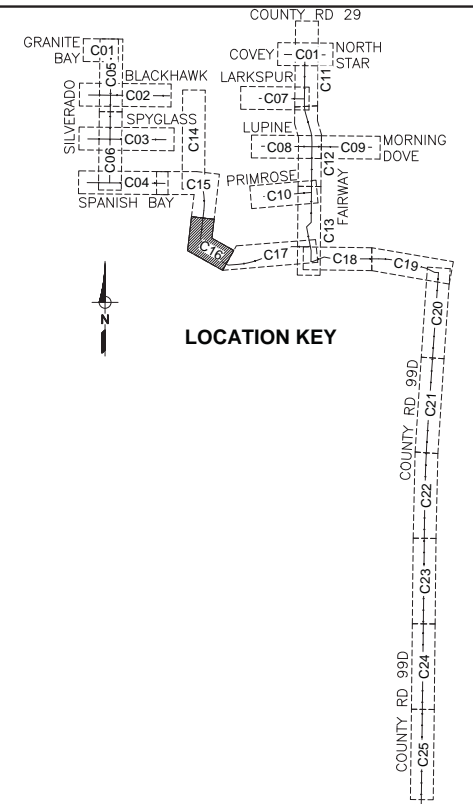 COUNTY RD 29
GRANITE
BAY
C01
COVEY
C01
NORTH
STAR
C05
BLACKHAWK
LARKSPUR
C11
SILVERADO
C02
C07
SPYGLASS
C14
LUPINE
C03
C08
C12
C09
MORNING
DOVE
C06
PRIMROSE
C04
C15
C10
FAIRWAY
SPANISH BAY
C13
C16
C17
C18
C19
N
LOCATION KEY
C20
COUNTY RD 99D
C21
C22
C23
COUNTY RD 99D
C24
C25